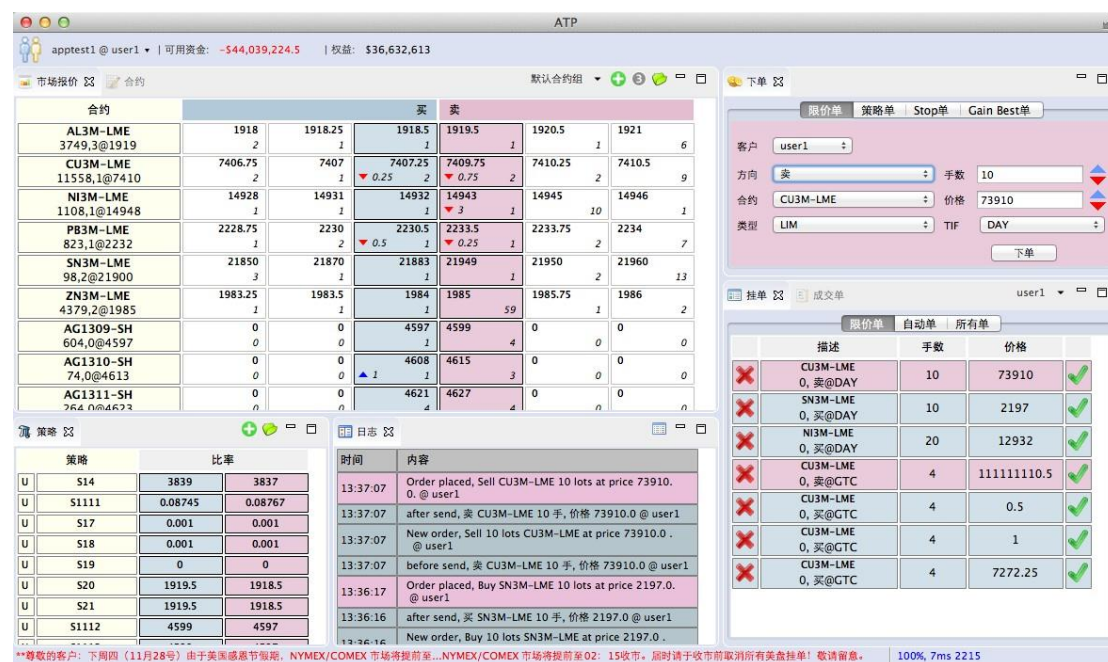 ATP
apptest1 @ user1 | 可用资金: -$44,039,224.5 | 权益: $36,632,613
市场报价 合约 默认合约组 3
合约 买 卖
AL3M-LME 1918 1918.25 1918.5 1919.5 1920.5 1921
3749,3@1919 2 1 1 1 1 6
CU3M-LME 7406.75 7407 7407.25 7409.75 7410.25 7410.5
11558,1@7410 2 1 0.25 2 0.75 2 2 9
NI3M-LME 14928 14931 14932 14943 14945 14946
1108,1@14948 1 1 1 3 1 10 1
PB3M-LME 2228.75 2230 2230.5 2233.5 2233.75 2234
823,1@2232 1 2 0.5 1 0.25 1 2 7
SN3M-LME 21850 21870 21883 21949 21950 21960
98,2@21900 3 1 1 1 2 13
ZN3M-LME 1983.25 1983.5 1984 1985 1985.75 1986
4379,2@1985 1 1 1 59 1 2
AG1309-SH 0 0 4597 4599 0 0
604,0@4597 0 0 1 4 0 0
AG1310-SH 0 0 4608 4615 0 0
74,0@4613 0 0 1 1 3 0 0
AG1311-SH 0 0 4621 4627 0 0
264,0@4623 0 0 4 4 0 0
下单
限价单 策略单 Stop单 Gain Best单
客户 user1
方向 卖 手数 10
合约 CU3M-LME 价格 73910
类型 LIM TIF DAY
下单
挂单 成交单 user1
限价单 自动单 所有单
描述 手数 价格
CU3M-LME
0, 卖@DAY 10 73910
SN3M-LME
0, 买@DAY 10 2197
NI3M-LME
0, 买@DAY 20 12932
CU3M-LME
0, 卖@GTC 4 111111110.5
CU3M-LME
0, 买@GTC 4 0.5
CU3M-LME
0, 买@GTC 4 1
CU3M-LME
0, 买@GTC 4 7272.25
策略
策略 比率
U S14 3839 3837
U S1111 0.08745 0.08767
U S17 0.001 0.001
U S18 0.001 0.001
U S19 0 0
U S20 1919.5 1918.5
U S21 1919.5 1918.5
U S1112 4599 4597
日志
时间 内容
13:37:07 Order placed, Sell CU3M-LME 10 lots at price 73910.
0. @ user1
13:37:07 after send, 卖 CU3M-LME 10 手, 价格 73910.0 @ user1
13:37:07 New order, Sell 10 lots CU3M-LME at price 73910.0 .
@ user1
13:37:07 before send, 卖 CU3M-LME 10 手, 价格 73910.0 @ user1
13:36:17 Order placed, Buy SN3M-LME 10 lots at price 2197.0.
@ user1
13:36:16 after send, 买 SN3M-LME 10 手, 价格 2197.0 @ user1
13:36:16 New order, Buy 10 lots SN3M-LME at price 2197.0 .
**尊敬的客户：下周四（11月28号）由于美国感恩节假期，NYMEX/COMEX 市场将提前至...NYMEX/COMEX 市场将提前至02：15收市。届时请于收市前取消所有美盘挂单！敬请留意。 100%, 7ms 2215